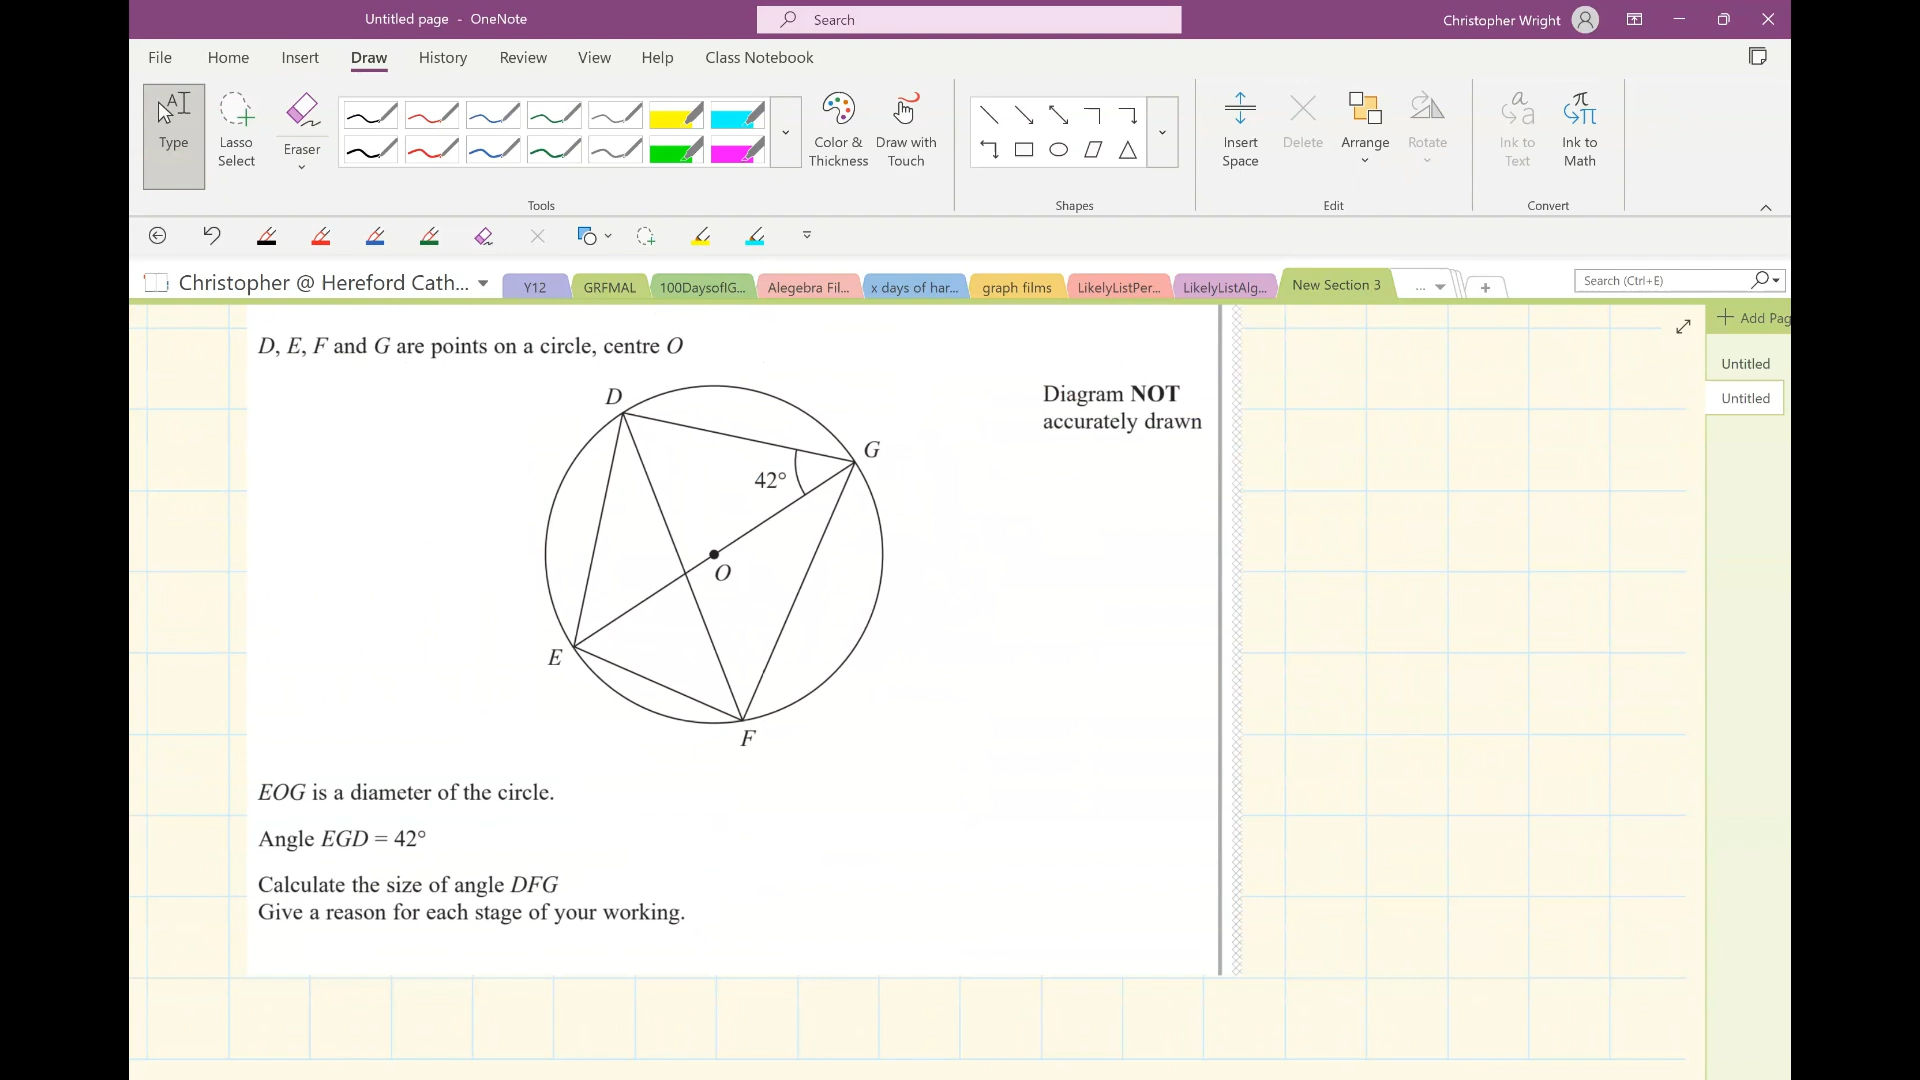 Untitled page - OneNote
Search
Christopher Wright
File Home Insert Draw History Review View Help Class Notebook
Type
Lasso Select
Eraser
Color & Thickness
Draw with Touch
Insert Space
Delete
Arrange
Rotate
Ink to Text
Ink to Math
Tools
Shapes
Edit
Convert
Christopher @ Hereford Cath...
Y12
GRFMAL
100DaysofIG...
Alegebra Fil...
x days of har...
graph films
LikelyListPer...
LikelyListAlg...
New Section 3
...
Search (Ctrl+E)
Add Pag
Untitled
Untitled
D, E, F and G are points on a circle, centre O
Diagram NOT
accurately drawn
D
G
42°
O
E
F
EOG is a diameter of the circle.
Angle EGD = 42°
Calculate the size of angle DFG
Give a reason for each stage of your working.